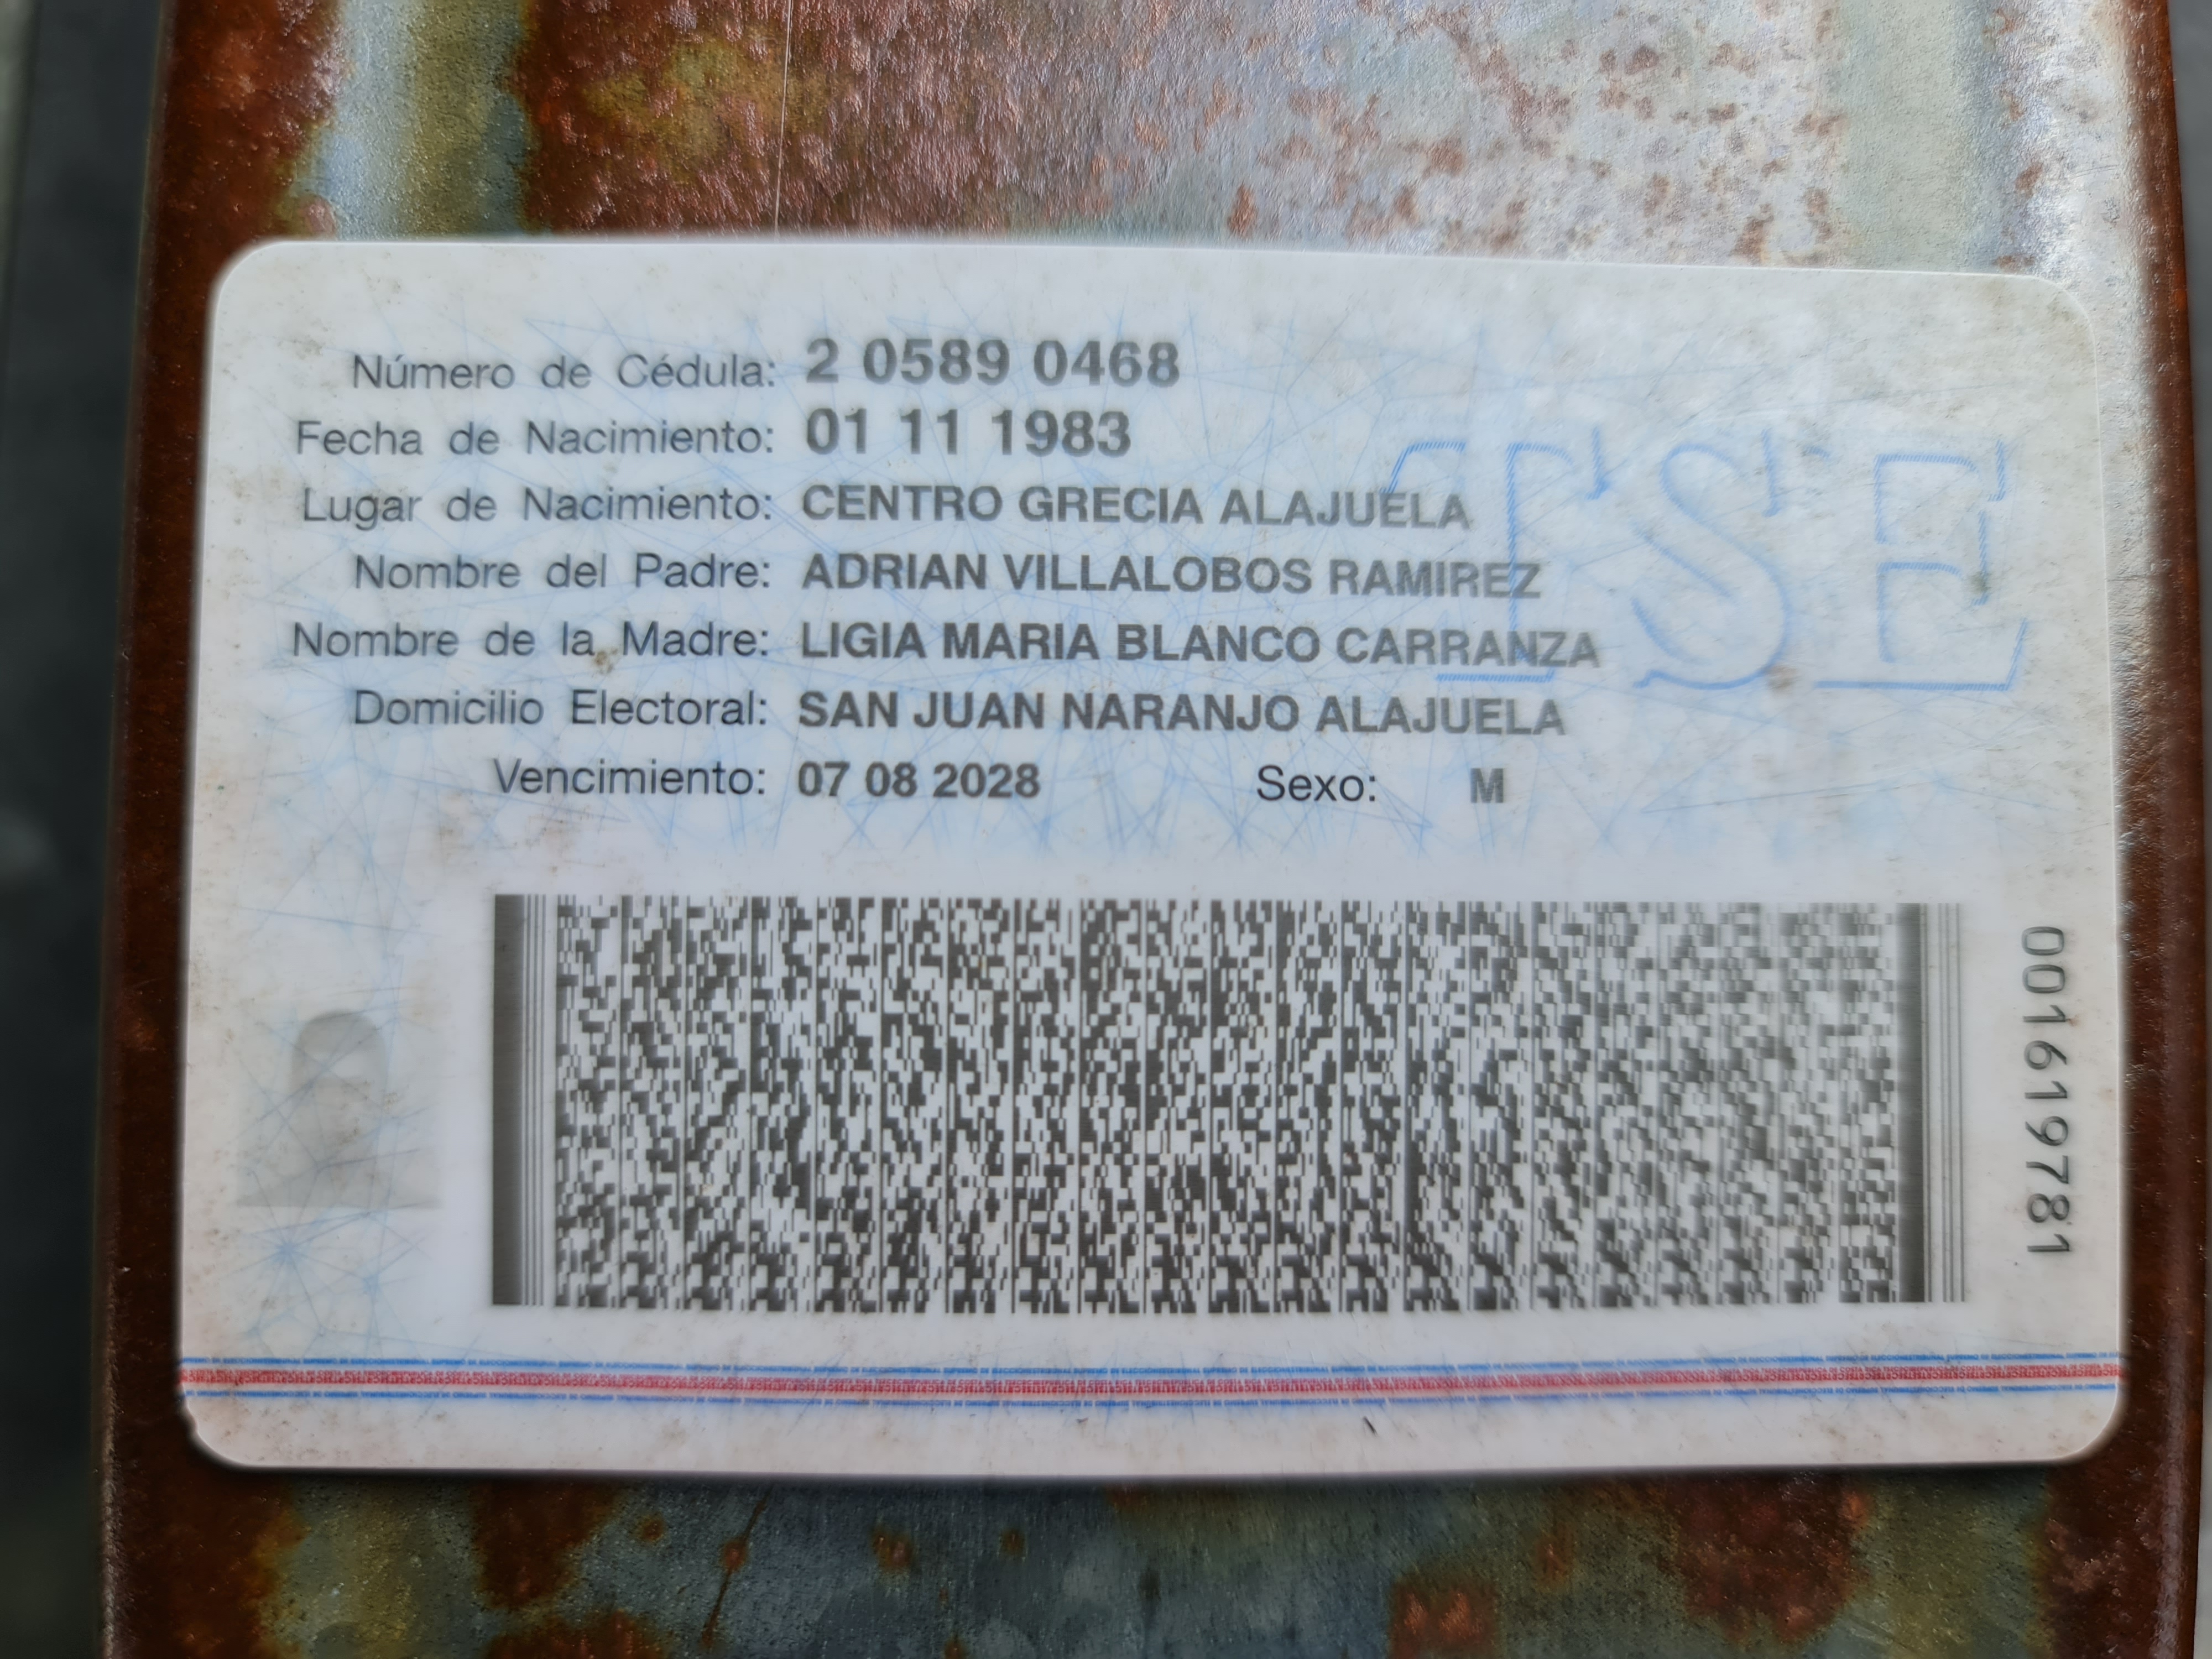 Número de Cédula: 2 0589 0468
Fecha de Nacimiento: 01 11 1983
Lugar de Nacimiento: CENTRO GRECIA ALAJUELA
Nombre del Padre: ADRIAN VILLALOBOS RAMIREZ
Nombre de la Madre: LIGIA MARIA BLANCO CARRANZA
Domicilio Electoral: SAN JUAN NARANJO ALAJUELA
Vencimiento: 07 08 2028 Sexo: M
TSE
001619781